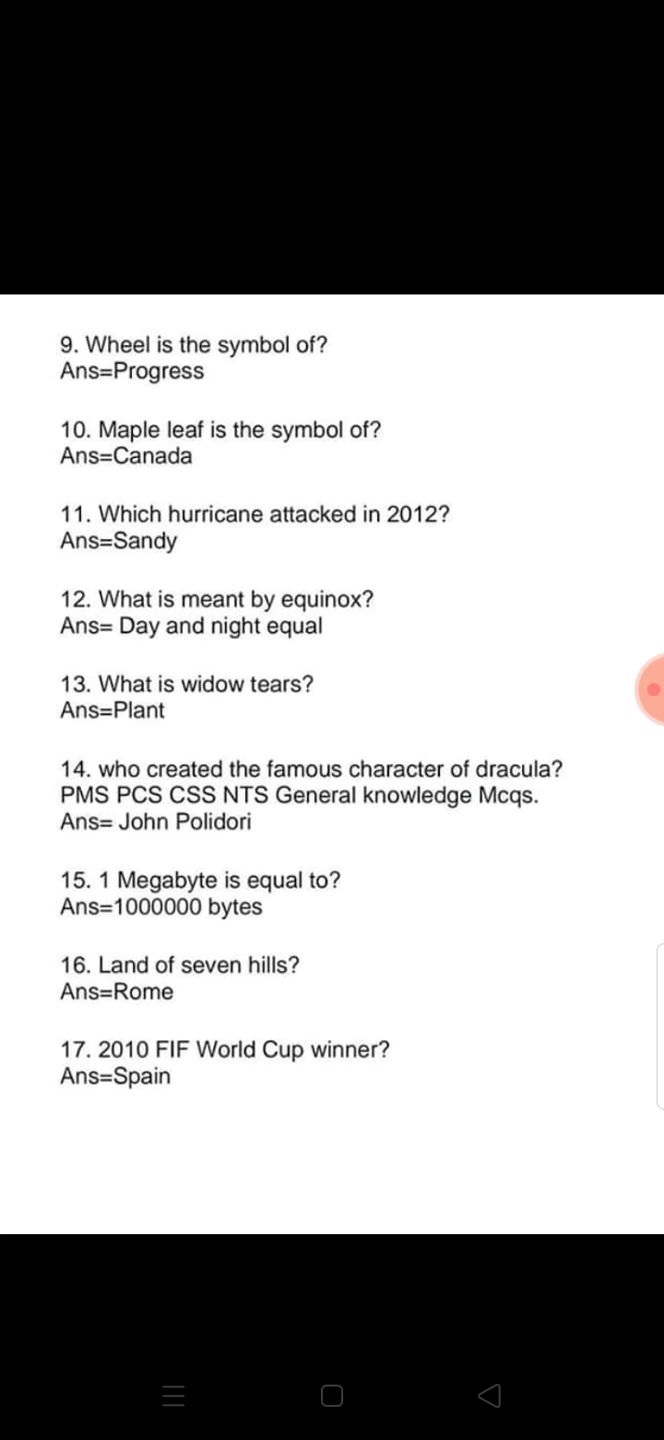 9. Wheel is the symbol of?
Ans=Progress
10. Maple leaf is the symbol of?
Ans=Canada
11. Which hurricane attacked in 2012?
Ans=Sandy
12. What is meant by equinox?
Ans= Day and night equal
13. What is widow tears?
Ans=Plant
14. who created the famous character of dracula?
PMS PCS CSS NTS General knowledge Mcqs.
Ans= John Polidori
15. 1 Megabyte is equal to?
Ans=1000000 bytes
16. Land of seven hills?
Ans=Rome
17. 2010 FIF World Cup winner?
Ans=Spain